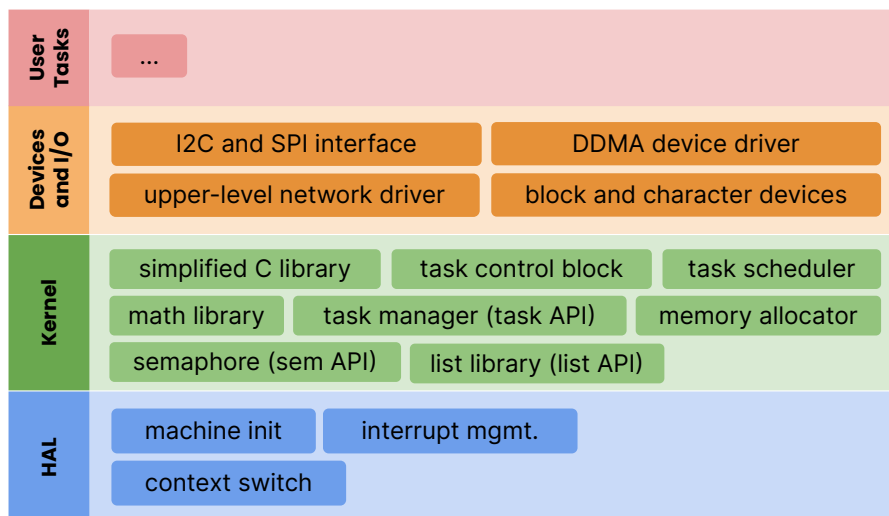 User
Tasks
...
Devices
and I/O
I2C and SPI interface
DDMA device driver
upper-level network driver
block and character devices
Kernel
simplified C library
task control block
task scheduler
math library
task manager (task API)
memory allocator
semaphore (sem API)
list library (list API)
HAL
machine init
interrupt mgmt.
context switch